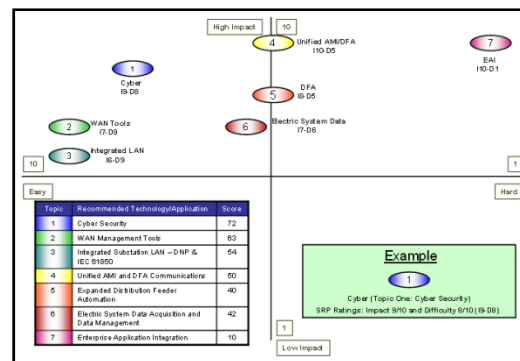 High Impact
10
4
Unified AMI/DFA
I10-D5
7
EAI
I10-D1
1
Cyber
I9-D8
5
DFA
I8-D5
2
WAN Tools
I7-D9
6
Electric System Data
I7-D6
3
Integrated LAN
I6-D9
10
1
Easy
Hard
Topic Recommended Technology/Application Score
1 Cyber Security 72
2 WAN Management Tools 63
3 Integrated Substation LAN – DNP & IEC 61850 54
4 Unified AMI and DFA Communications 50
5 Expanded Distribution Feeder Automation 40
6 Electric System Data Acquisition and Data Management 42
7 Enterprise Application Integration 10
Example
1
Cyber (Topic One: Cyber Security)
SRP Ratings: Impact 9/10 and Difficulty 8/10 (I9-D8)
1
Low Impact